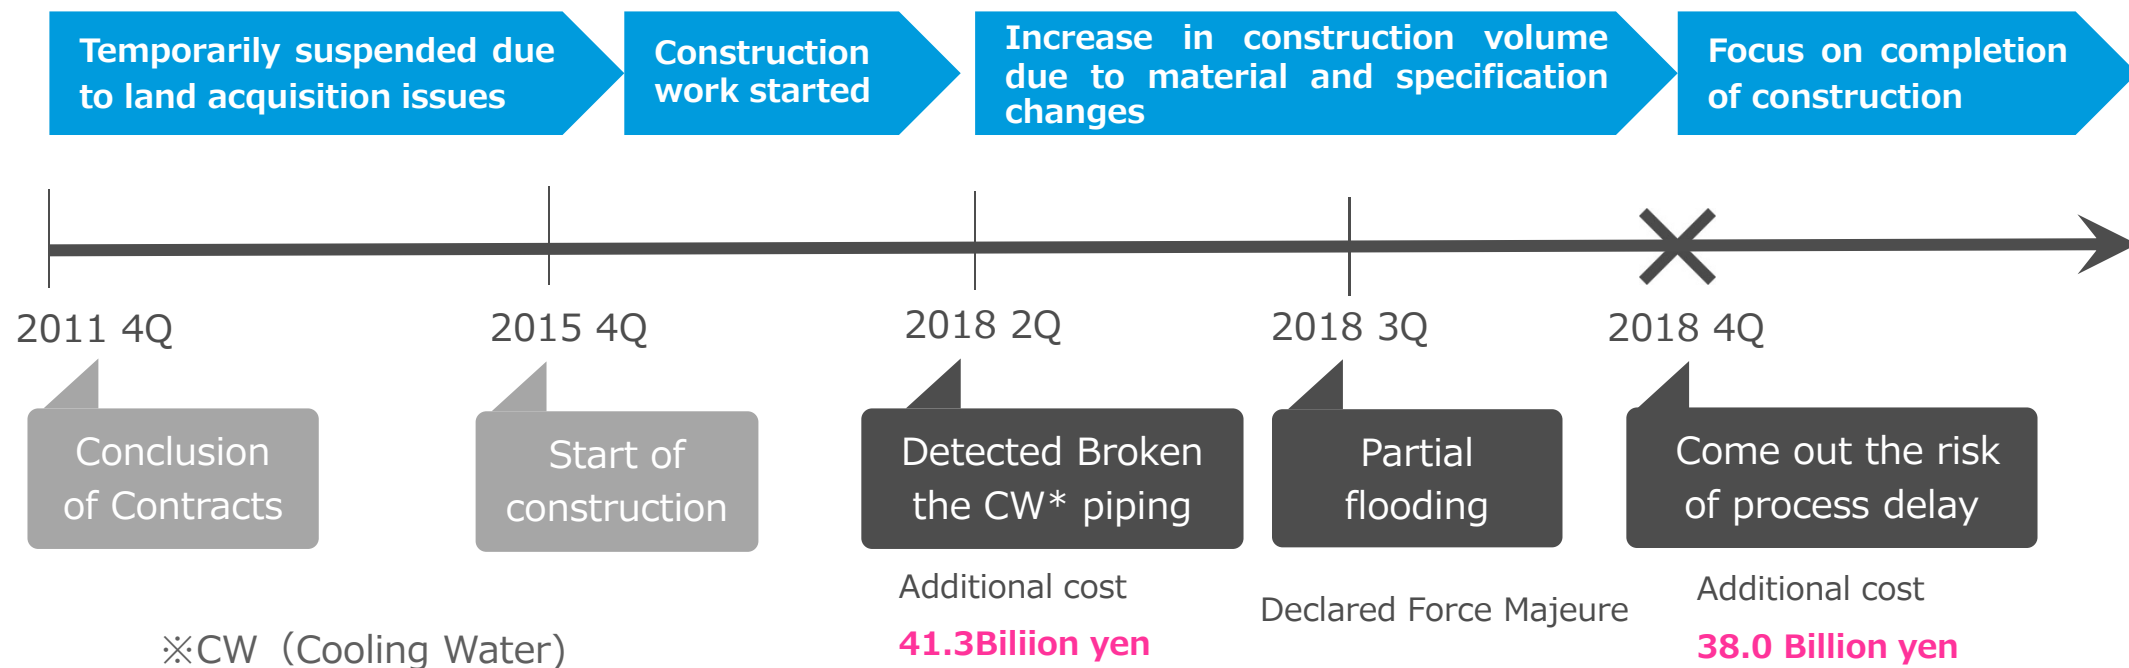 Temporarily suspended due
to land acquisition issues
Construction
work started
Increase in construction volume
due to material and specification
changes
Focus on completion
of construction
2011 4Q
2015 4Q
2018 2Q
2018 3Q
2018 4Q
Conclusion
of Contracts
Start of
construction
Detected Broken
the CW* piping
Partial
flooding
Come out the risk
of process delay
Additional cost
41.3Biliion yen
Declared Force Majeure
Additional cost
38.0 Billion yen
※CW（Cooling Water)